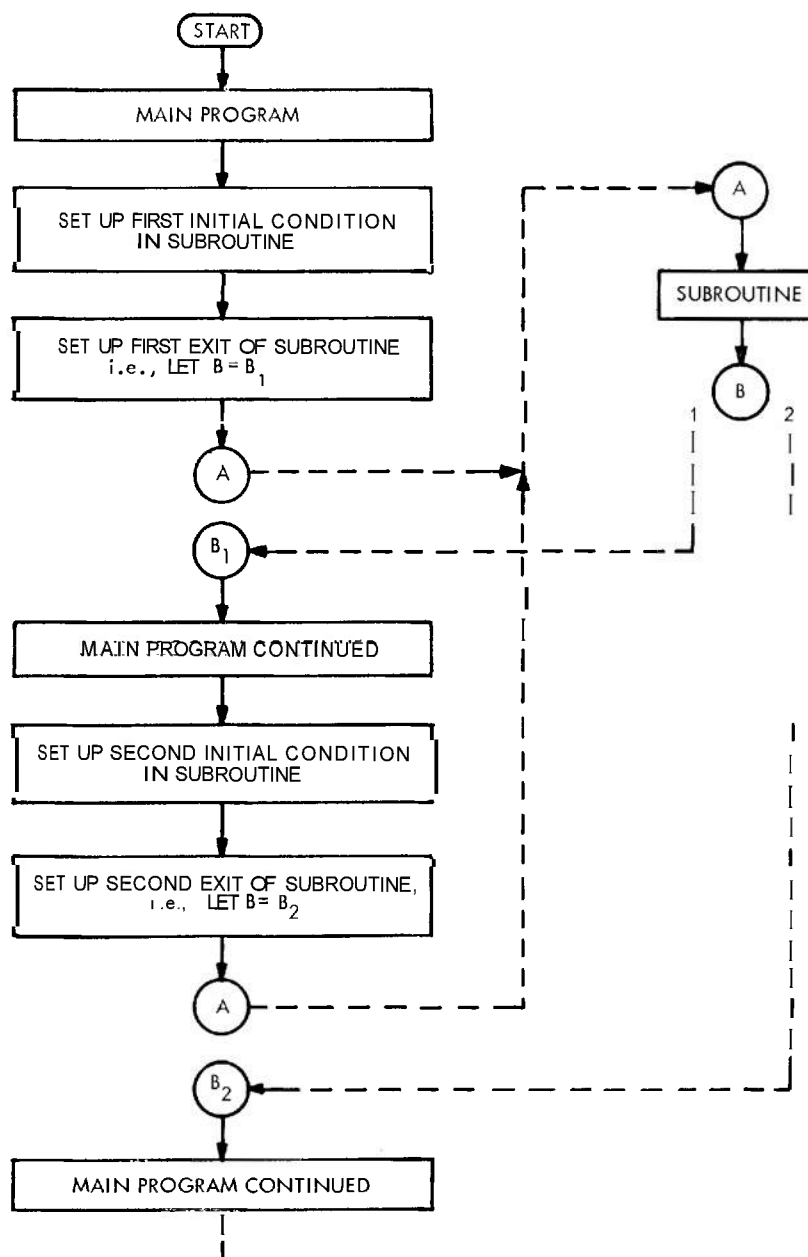 START
MAIN PROGRAM
SET UP FIRST INITIAL CONDITION
IN SUBROUTINE
SET UP FIRST EXIT OF SUBROUTINE
i.e., LET B = B1
A
B1
MAIN PROGRAM CONTINUED
SET UP SECOND INITIAL CONDITION
IN SUBROUTINE
SET UP SECOND EXIT OF SUBROUTINE,
i.e., LET B = B2
A
B2
MAIN PROGRAM CONTINUED
A
SUBROUTINE
B
1 2